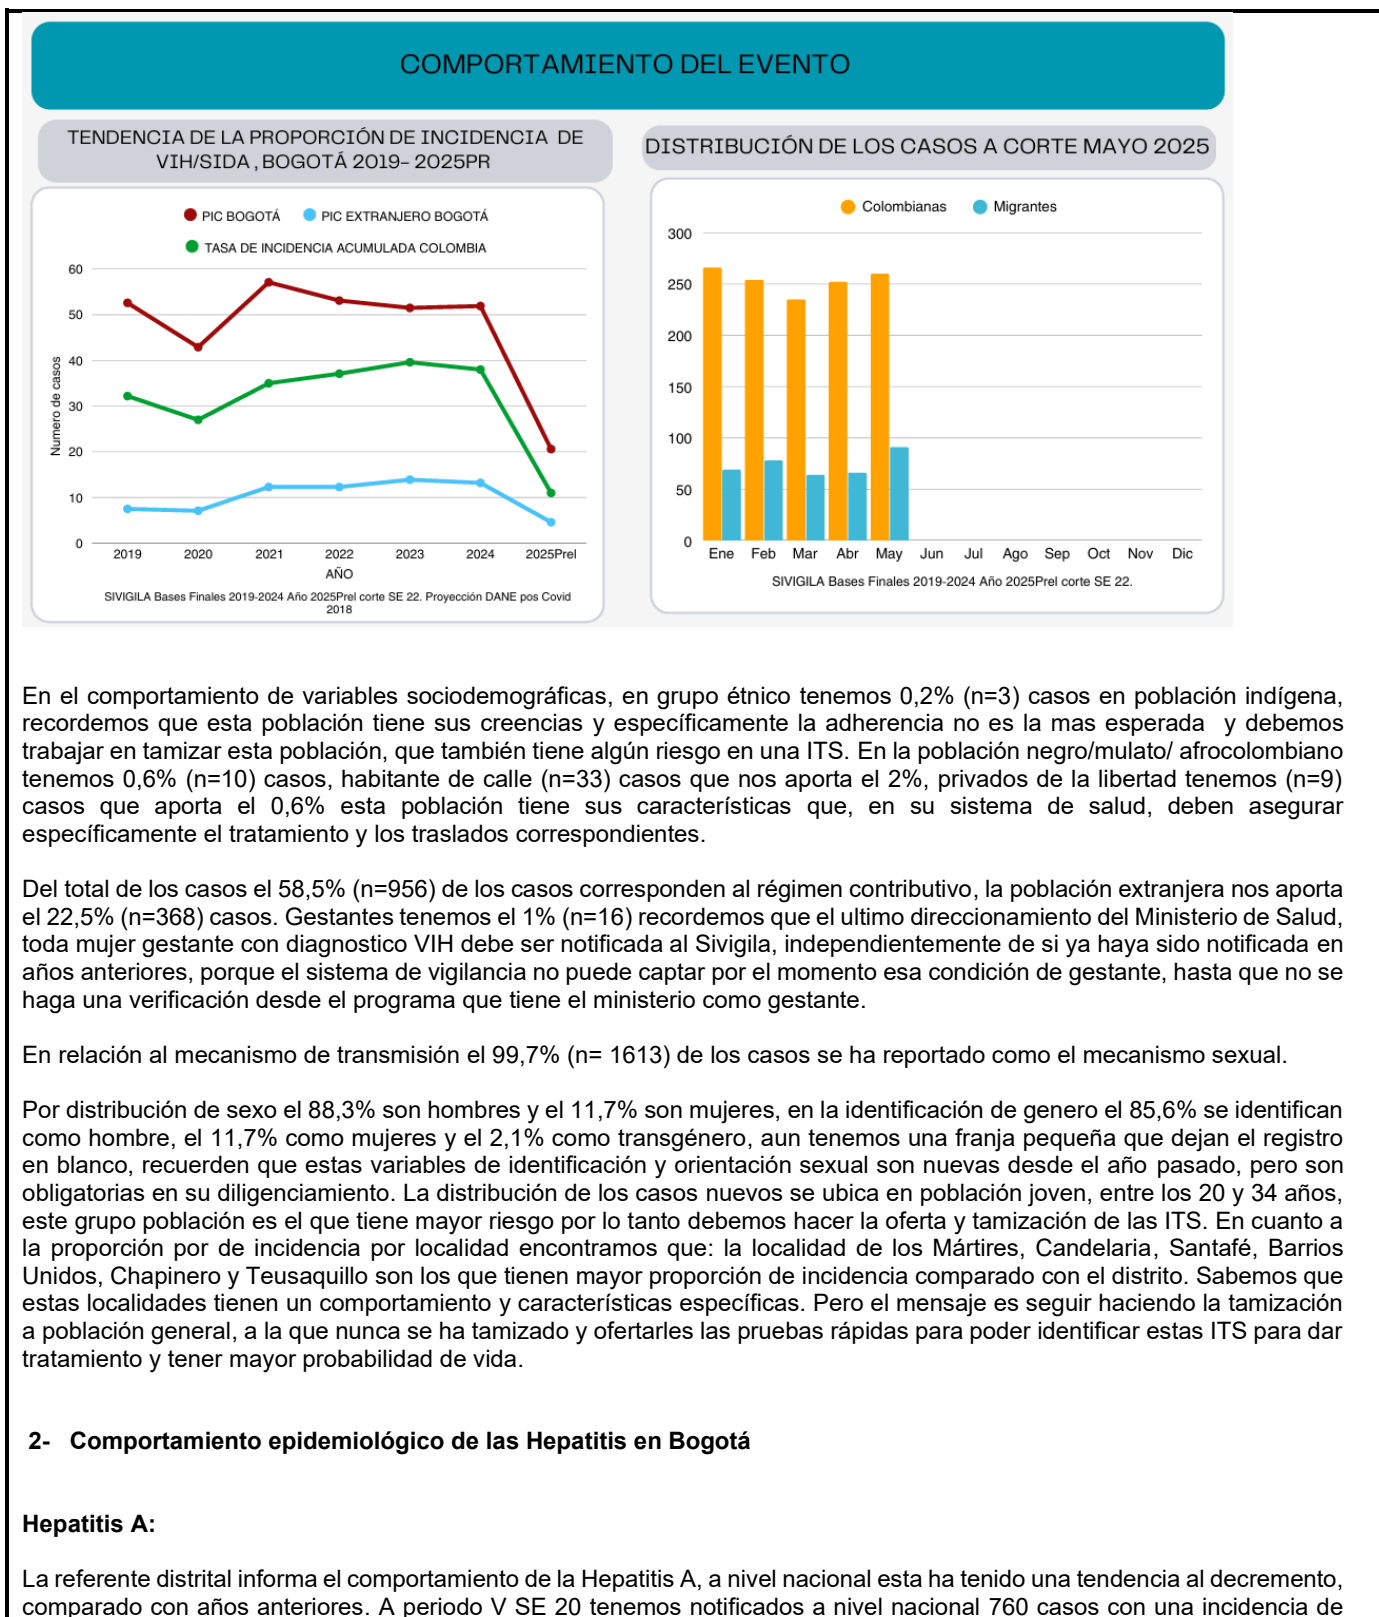 COMPORTAMIENTO DEL EVENTO
TENDENCIA DE LA PROPORCIÓN DE INCIDENCIA DE
VIH/SIDA , BOGOTÁ 2019- 2025PR
PIC BOGOTÁ PIC EXTRANJERO BOGOTÁ
TASA DE INCIDENCIA ACUMULADA COLOMBIA
60
50
40
30
20
10
0
Numero de casos
2019 2020 2021 2022 2023 2024 2025Prel
AÑO
SIVIGILA Bases Finales 2019-2024 Año 2025Prel corte SE 22. Proyección DANE pos Covid
2018
DISTRIBUCIÓN DE LOS CASOS A CORTE MAYO 2025
Colombianas Migrantes
300
250
200
150
100
50
0
Ene Feb Mar Abr May Jun Jul Ago Sep Oct Nov Dic
SIVIGILA Bases Finales 2019-2024 Año 2025Prel corte SE 22.
En el comportamiento de variables sociodemográficas, en grupo étnico tenemos 0,2% (n=3) casos en población indígena,
recordemos que esta población tiene sus creencias y específicamente la adherencia no es la mas esperada y debemos
trabajar en tamizar esta población, que también tiene algún riesgo en una ITS. En la población negro/mulato/ afrocolombiano
tenemos 0,6% (n=10) casos, habitante de calle (n=33) casos que nos aporta el 2%, privados de la libertad tenemos (n=9)
casos que aporta el 0,6% esta población tiene sus características que, en su sistema de salud, deben asegurar
específicamente el tratamiento y los traslados correspondientes.
Del total de los casos el 58,5% (n=956) de los casos corresponden al régimen contributivo, la población extranjera nos aporta
el 22,5% (n=368) casos. Gestantes tenemos el 1% (n=16) recordemos que el ultimo direccionamiento del Ministerio de Salud,
toda mujer gestante con diagnostico VIH debe ser notificada al Sivigila, independientemente de si ya haya sido notificada en
años anteriores, porque el sistema de vigilancia no puede captar por el momento esa condición de gestante, hasta que no se
haga una verificación desde el programa que tiene el ministerio como gestante.
En relación al mecanismo de transmisión el 99,7% (n= 1613) de los casos se ha reportado como el mecanismo sexual.
Por distribución de sexo el 88,3% son hombres y el 11,7% son mujeres, en la identificación de genero el 85,6% se identifican
como hombre, el 11,7% como mujeres y el 2,1% como transgénero, aun tenemos una franja pequeña que dejan el registro
en blanco, recuerden que estas variables de identificación y orientación sexual son nuevas desde el año pasado, pero son
obligatorias en su diligenciamiento. La distribución de los casos nuevos se ubica en población joven, entre los 20 y 34 años,
este grupo población es el que tiene mayor riesgo por lo tanto debemos hacer la oferta y tamización de las ITS. En cuanto a
la proporción por de incidencia por localidad encontramos que: la localidad de los Mártires, Candelaria, Santafé, Barrios
Unidos, Chapinero y Teusaquillo son los que tienen mayor proporción de incidencia comparado con el distrito. Sabemos que
estas localidades tienen un comportamiento y características específicas. Pero el mensaje es seguir haciendo la tamización
a población general, a la que nunca se ha tamizado y ofertarles las pruebas rápidas para poder identificar estas ITS para dar
tratamiento y tener mayor probabilidad de vida.
2- Comportamiento epidemiológico de las Hepatitis en Bogotá
Hepatitis A:
La referente distrital informa el comportamiento de la Hepatitis A, a nivel nacional esta ha tenido una tendencia al decremento,
comparado con años anteriores. A periodo V SE 20 tenemos notificados a nivel nacional 760 casos con una incidencia de